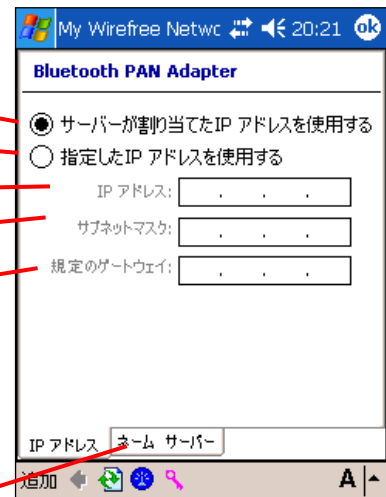 My Wirefree Netwc 20:21 ok
Bluetooth PAN Adapter
サーバーが割り当てたIP アドレスを使用する
指定したIP アドレスを使用する
IP アドレス: . . .
サブネットマスク: . . .
規定のゲートウェイ: . . .
IP アドレス ネーム サーバー
追加 A